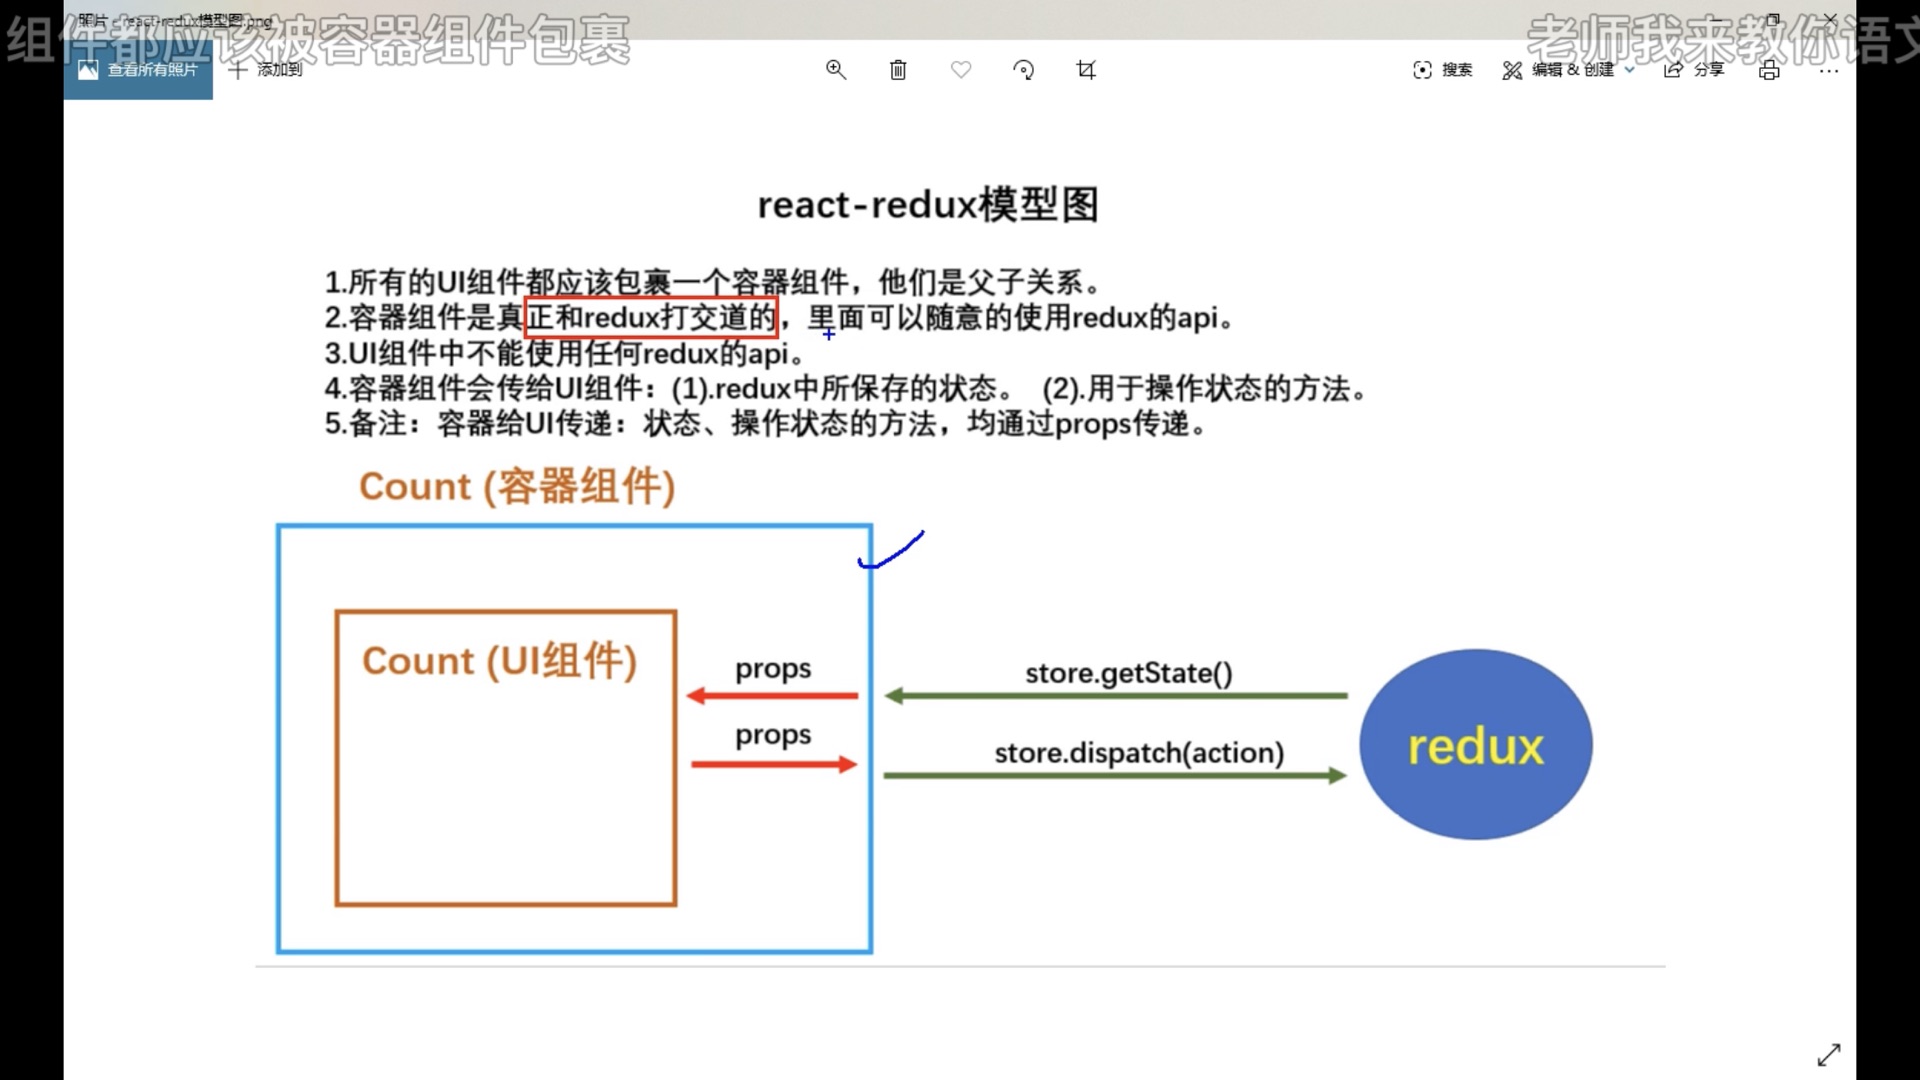 照片 - react-redux模型图.png
组件都应该被容器组件包裹
老师我来教你语文
查看所有照片
添加到
搜索
编辑 & 创建
分享
react-redux模型图
1.所有的UI组件都应该包裹一个容器组件，他们是父子关系。
2.容器组件是真正和redux打交道的，里面可以随意的使用redux的api。
3.UI组件中不能使用任何redux的api。
4.容器组件会传给UI组件：(1).redux中所保存的状态。 (2).用于操作状态的方法。
5.备注：容器给UI传递：状态、操作状态的方法，均通过props传递。
Count (容器组件)
Count (UI组件)
props
props
store.getState()
store.dispatch(action)
redux